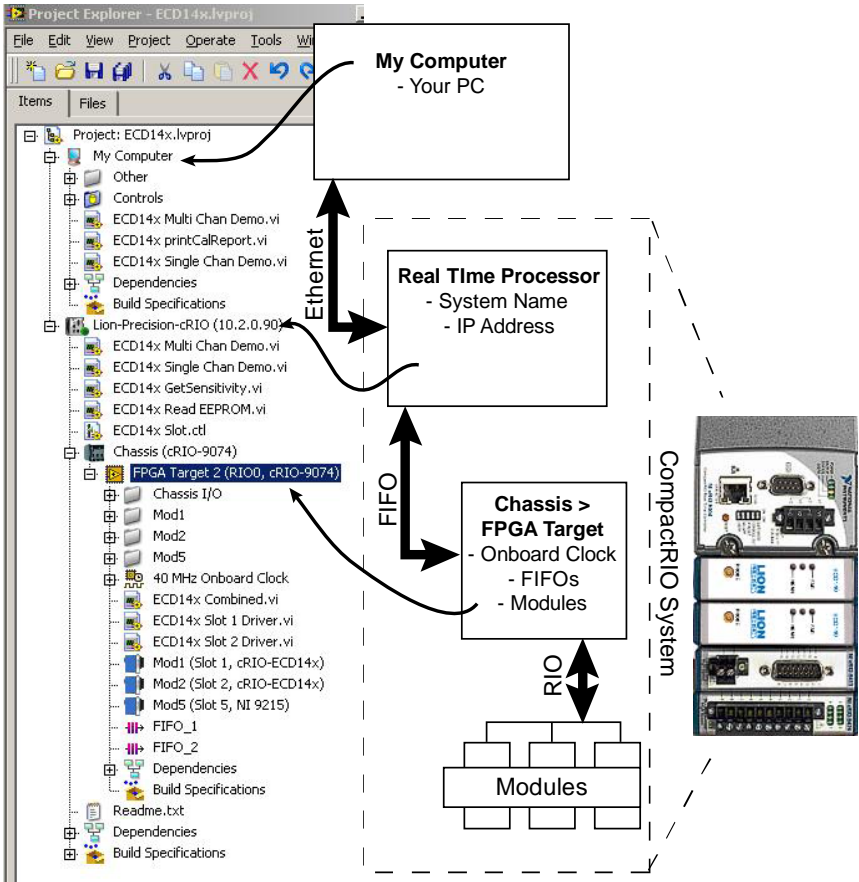 Project Explorer - ECD14x.lvproj
File Edit View Project Operate Tools
Items
Files
Project: ECD14x.lvproj
My Computer
Other
Controls
ECD14x Multi Chan Demo.vi
ECD14x printCalReport.vi
ECD14x Single Chan Demo.vi
Dependencies
Build Specifications
Lion-Precision-cRIO (10.2.0.90)
ECD14x Multi Chan Demo.vi
ECD14x Single Chan Demo.vi
ECD14x GetSensitivity.vi
ECD14x Read EEPROM.vi
ECD14x Slot.ctl
Chassis (cRIO-9074)
FPGA Target 2 (RIO0, cRIO-9074)
Chassis I/O
Mod1
Mod2
Mod5
40 MHz Onboard Clock
ECD14x Combined.vi
ECD14x Slot 1 Driver.vi
ECD14x Slot 2 Driver.vi
Mod1 (Slot 1, cRIO-ECD14x)
Mod2 (Slot 2, cRIO-ECD14x)
Mod5 (Slot 5, NI 9215)
FIFO_1
FIFO_2
Dependencies
Build Specifications
Readme.txt
Dependencies
Build Specifications
My Computer
- Your PC
Ethernet
Real TIme Processor
- System Name
- IP Address
FIFO
Chassis >
FPGA Target
- Onboard Clock
- FIFOs
- Modules
RIO
Modules
CompactRIO System
NATIONAL INSTRUMENTS
LION
LION